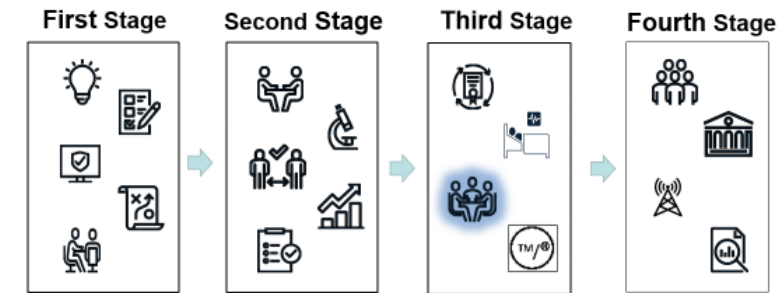 First Stage
Second Stage
Third Stage
Fourth Stage
TM/®